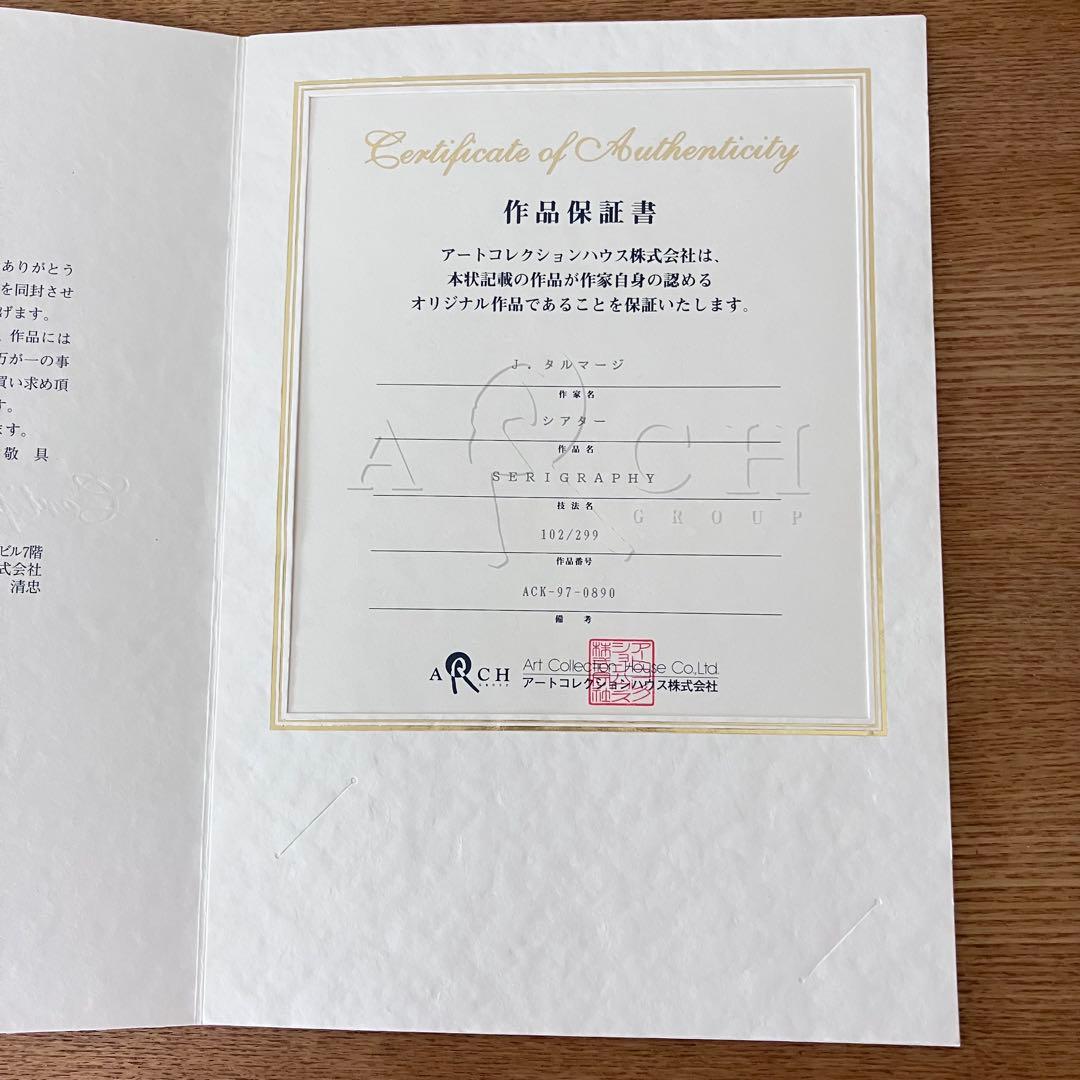 ありがとう
を同封させ
げます。
作品には
万が一の事
買い求め頂
す。
ます。
敬具
ビル7階
式会社
清忠
Certificate of Authenticity
作品保証書
アートコレクションハウス株式会社は、
本状記載の作品が作家自身の認める
オリジナル作品であることを保証いたします。
J.タルマージ
作家名
シアター
作品名
SERIGRAPHY
技法名
102/299
作品番号
ACK-97-0890
備考
ARCH
GROUP
ARCH
GROUP
Art Collection House Co.,Ltd.
アートコレクションハウス株式会社